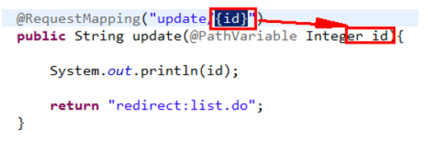 @RequestMapping("update/{id}")
public String update(@PathVariable Integer id){
System.out.println(id);
return "redirect:list.do";
}